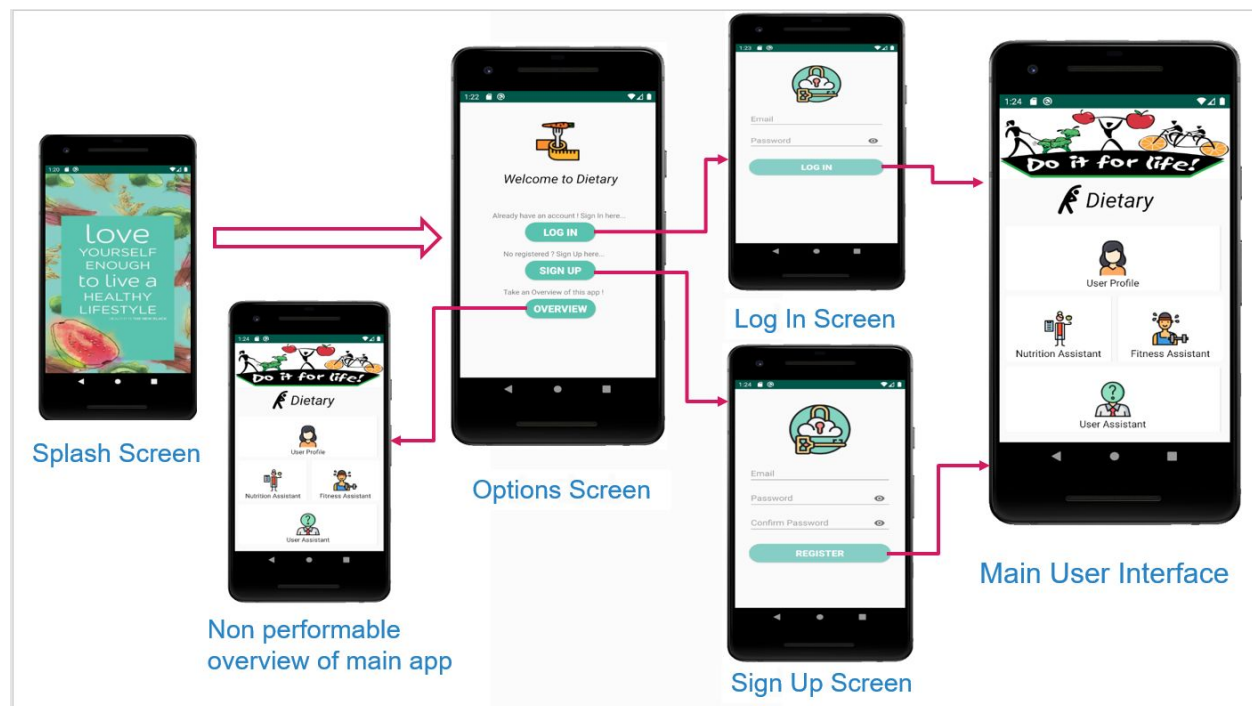 1:20
love
YOURSELF
ENOUGH
to live a
HEALTHY
LIFESTYLE
Splash Screen
1:24
Do it for life!
Dietary
User Profile
Nutrition Assistant Fitness Assistant
User Assistant
Non performable
overview of main app
1:22
Welcome to Dietary
Already have an account ! Sign In here...
LOG IN
No registered ? Sign Up here...
SIGN UP
Take an Overview of this app !
OVERVIEW
Options Screen
1:23
Email
Password
LOG IN
Log In Screen
1:24
Email
Password
Confirm Password
REGISTER
Sign Up Screen
1:24
Do it for life!
Dietary
User Profile
Nutrition Assistant Fitness Assistant
User Assistant
Main User Interface